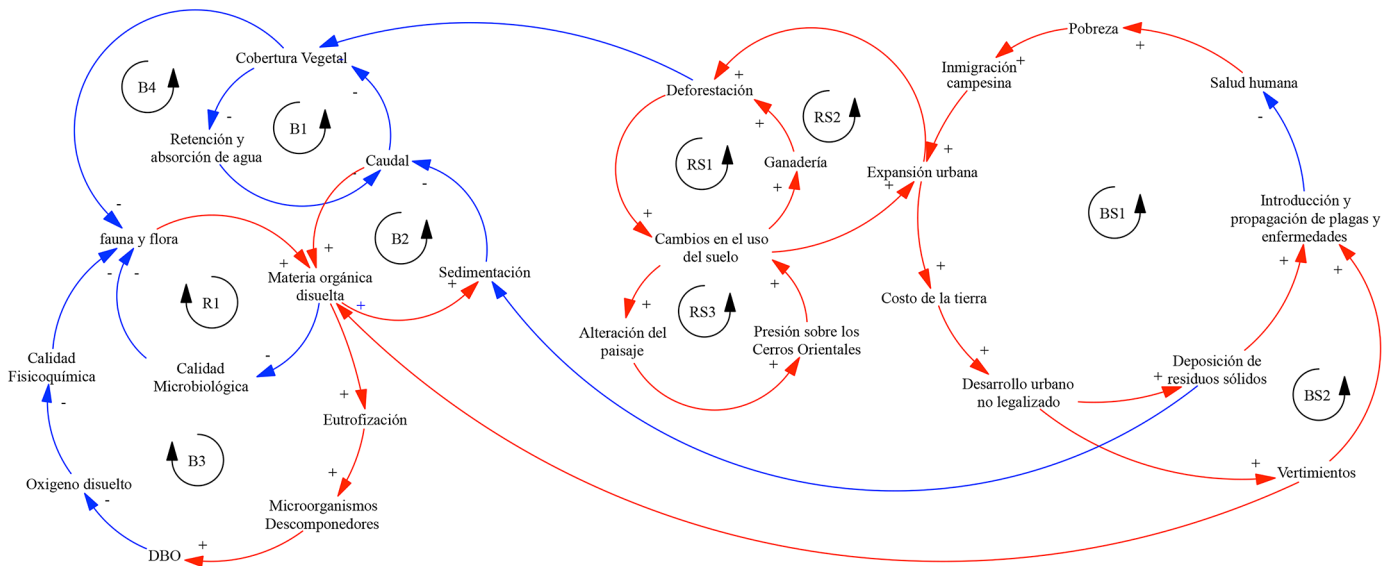 Pobreza
Cobertura Vegetal
Inmigración
campesina
Salud humana
Deforestación
B4
B1
RS2
Retención y
absorción de agua
Caudal
RS1
Ganadería
Expansión urbana
BS1
Introducción y
propagación de plagas y
enfermedades
fauna y flora
B2
Cambios en el uso
del suelo
Materia orgánica
disuelta
Sedimentación
R1
RS3
Costo de la tierra
Alteración del
paisaje
Presión sobre los
Cerros Orientales
Calidad
Fisicoquímica
Calidad
Microbiológica
Desarrollo urbano
no legalizado
Deposición de
residuos sólidos
BS2
Eutrofización
B3
Oxigeno disuelto
Microorganismos
Descomponedores
Vertimientos
DBO